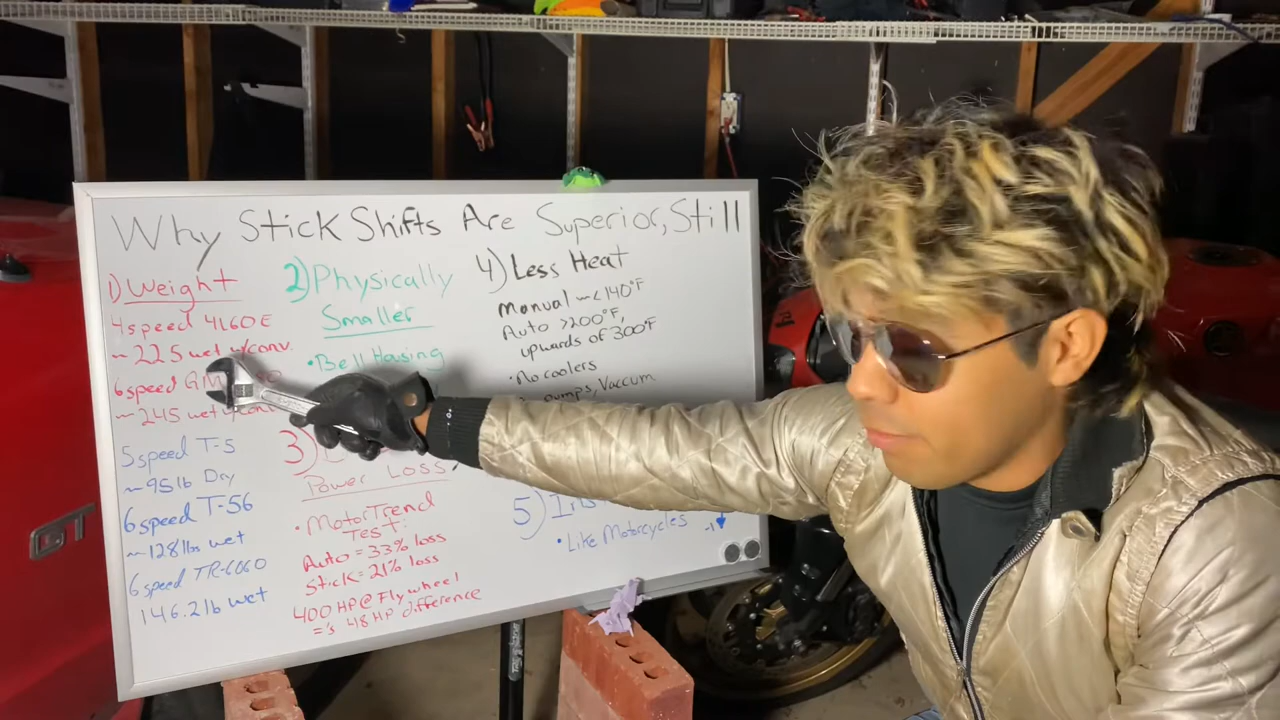 Why Stick Shifts Are Superior, Still
1) Weight
4 speed 4L60E
~ 225 wet w/conv.
6 speed GM
~ 245 wet w/conv
5 speed T-5
~ 95 lb Dry
6 speed T-56
~ 128 lbs wet
6 speed TR-6060
146.2 lb wet
2) Physically
Smaller
• Bell Housing
3)
Power Loss
• MotorTrend
Test:
Auto = 33% loss
Stick = 21% loss
400 HP @ Flywheel
='s 48 HP difference
4) Less Heat
Manual ~ < 140°F
Auto > 200°F,
upwards of 300°F
• No coolers
pumps, Vaccum
5)
• Like Motorcycles
GT